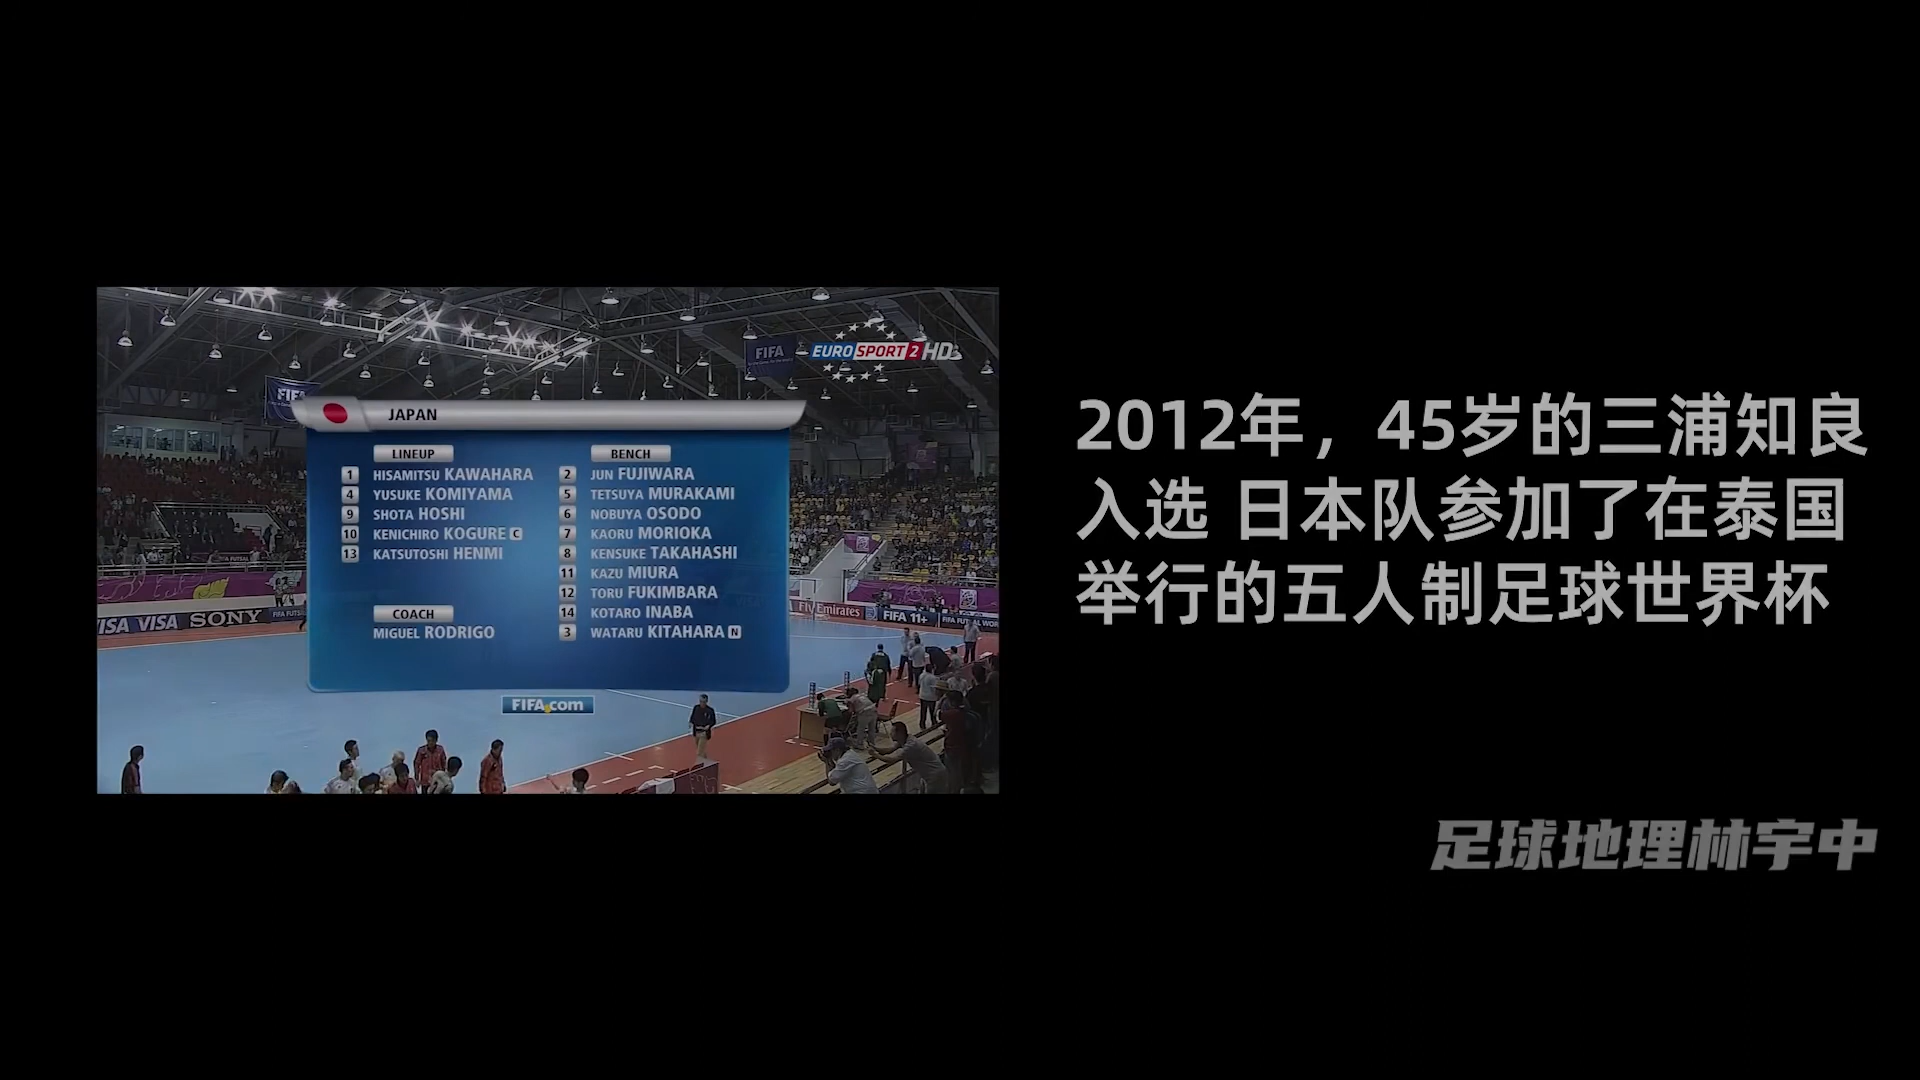 EUROSPORT 2 HD
FIFA
FIFA
JAPAN
LINEUP
1 HISAMITSU KAWAHARA
4 YUSUKE KOMIYAMA
9 SHOTA HOSHI
10 KENICHIRO KOGURE C
13 KATSUTOSHI HENMI
COACH
MIGUEL RODRIGO
BENCH
2 JUN FUJIWARA
5 TETSUYA MURAKAMI
6 NOBUYA OSODO
7 KAORU MORIOKA
8 KENSUKE TAKAHASHI
11 KAZU MIURA
12 TORU FUKIMBARA
14 KOTARO INABA
3 WATARU KITAHARA N
VISA VISA SONY
Fly Emirates
FIFA 11+
FIFA.com
2012年，45岁的三浦知良
入选 日本队参加了在泰国
举行的五人制足球世界杯
足球地理林宇中